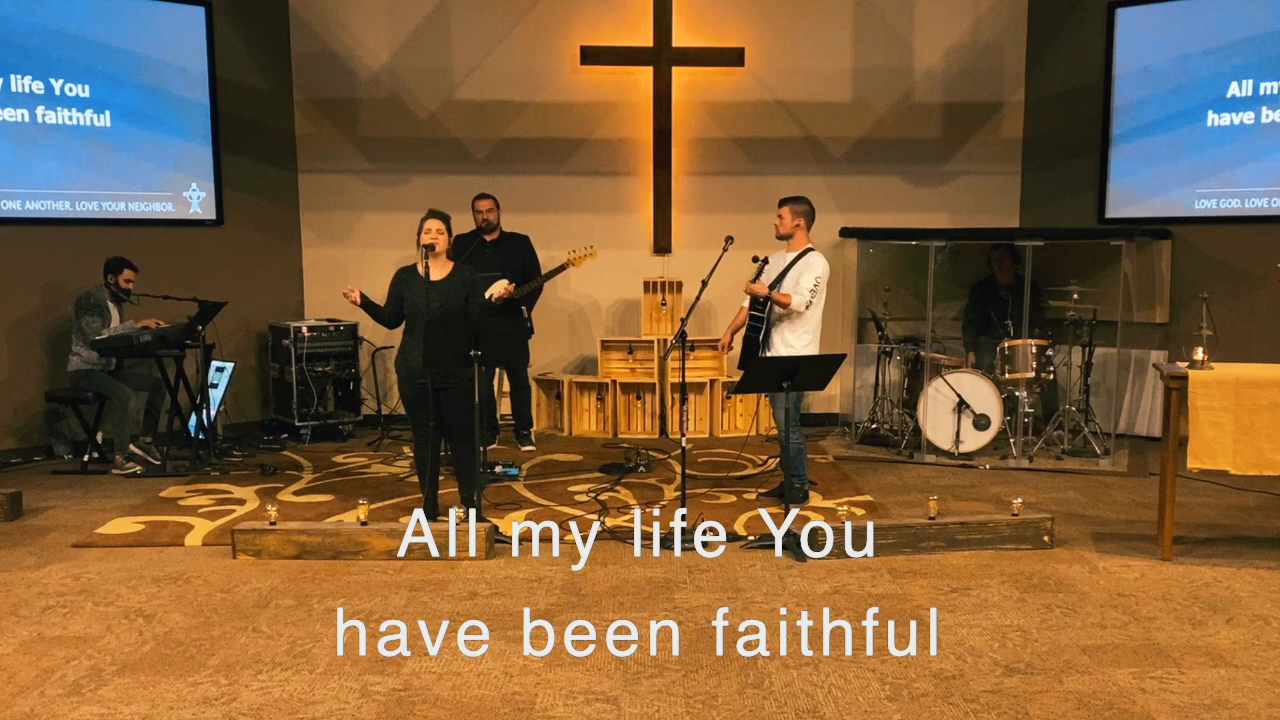 y life You
een faithful
ONE ANOTHER. LOVE YOUR NEIGHBOR.
All my
have be
LOVE GOD. LOVE O
All my life You
have been faithful